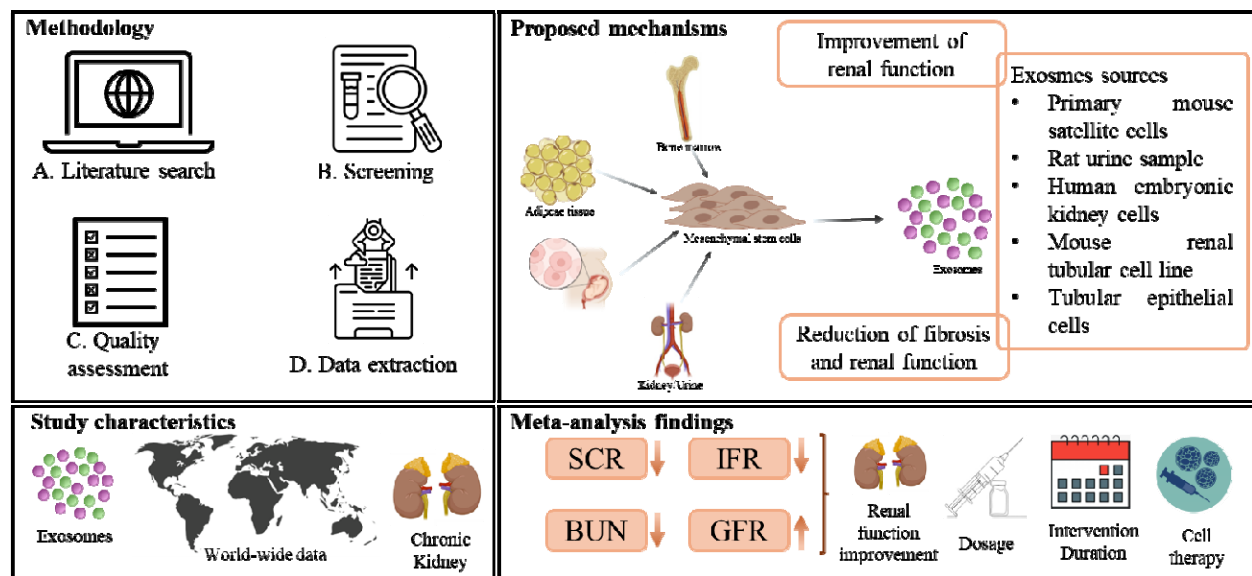 Methodology
A. Literature search
B. Screening
C. Quality
assessment
D. Data extraction
Proposed mechanisms
Improvement of
renal function
Bone marrow
Adipose tissue
Mesenchymal stem cells
Exosomes
Kidney/Urine
Reduction of fibrosis
and renal function
Exosmes sources
• Primary mouse
satellite cells
• Rat urine sample
• Human embryonic
kidney cells
• Mouse renal
tubular cell line
• Tubular epithelial
cells
Study characteristics
Exosomes
World-wide data
Chronic
Kidney
Meta-analysis findings
SCR
IFR
BUN
GFR
Renal
function
improvement
Dosage
Intervention
Duration
Cell
therapy